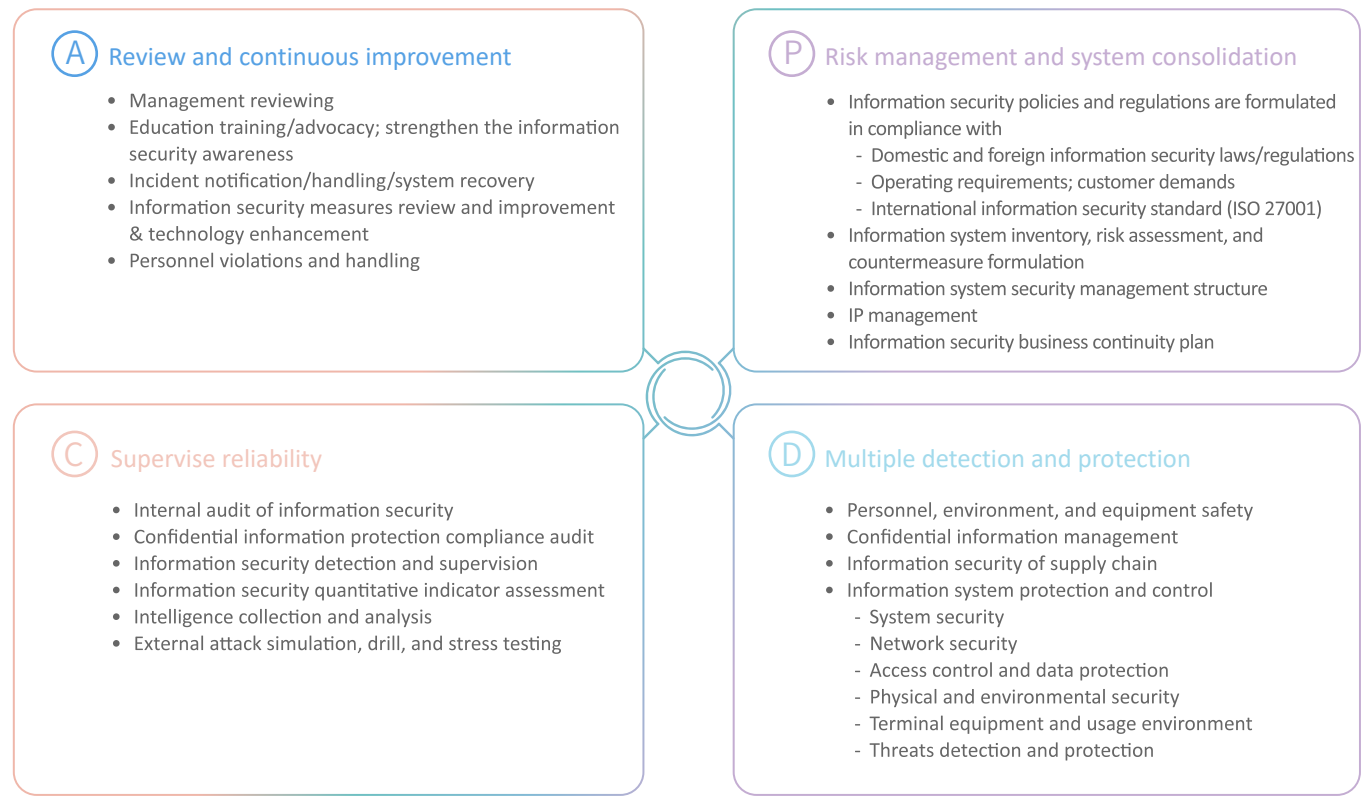 A Review and continuous improvement
• Management reviewing
• Education training/advocacy; strengthen the information
security awareness
• Incident notification/handling/system recovery
• Information security measures review and improvement
& technology enhancement
• Personnel violations and handling
P Risk management and system consolidation
• Information security policies and regulations are formulated
in compliance with
- Domestic and foreign information security laws/regulations
- Operating requirements; customer demands
- International information security standard (ISO 27001)
• Information system inventory, risk assessment, and
countermeasure formulation
• Information system security management structure
• IP management
• Information security business continuity plan
C Supervise reliability
• Internal audit of information security
• Confidential information protection compliance audit
• Information security detection and supervision
• Information security quantitative indicator assessment
• Intelligence collection and analysis
• External attack simulation, drill, and stress testing
D Multiple detection and protection
• Personnel, environment, and equipment safety
• Confidential information management
• Information security of supply chain
• Information system protection and control
- System security
- Network security
- Access control and data protection
- Physical and environmental security
- Terminal equipment and usage environment
- Threats detection and protection